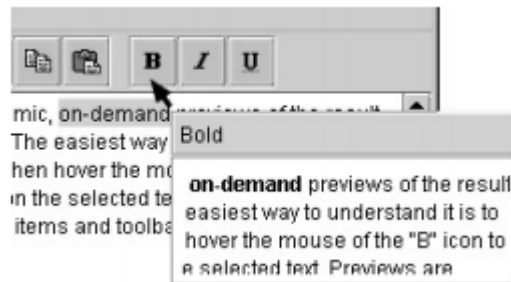 B I U
mic, on-demand previews of the result
The easiest way
hen hover the mo
n the selected te
items and toolba
Bold
on-demand previews of the result
easiest way to understand it is to
hover the mouse of the "B" icon to
e selected text. Previews are